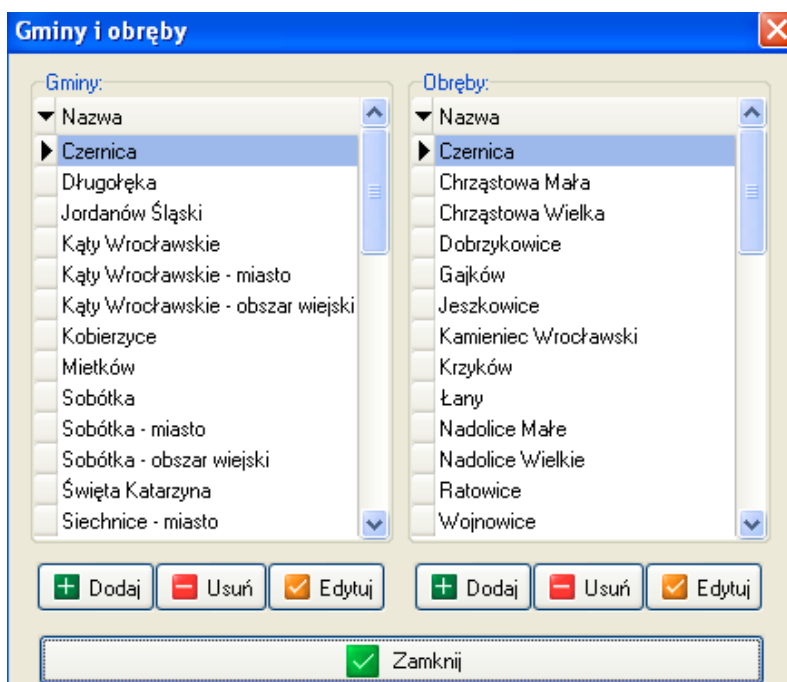 Gminy i obręby
Gminy:
Nazwa
Czernica
Długołęka
Jordanów Śląski
Kąty Wrocławskie
Kąty Wrocławskie - miasto
Kąty Wrocławskie - obszar wiejski
Kobierzyce
Mietków
Sobótka
Sobótka - miasto
Sobótka - obszar wiejski
Święta Katarzyna
Siechnice - miasto
Dodaj
Usuń
Edytuj
Obręby:
Nazwa
Czernica
Chrząstowa Mała
Chrząstowa Wielka
Dobrzykowice
Gajków
Jeszkowice
Kamieniec Wrocławski
Krzyków
Łany
Nadolice Małe
Nadolice Wielkie
Ratowice
Wojnowice
Dodaj
Usuń
Edytuj
Zamknij